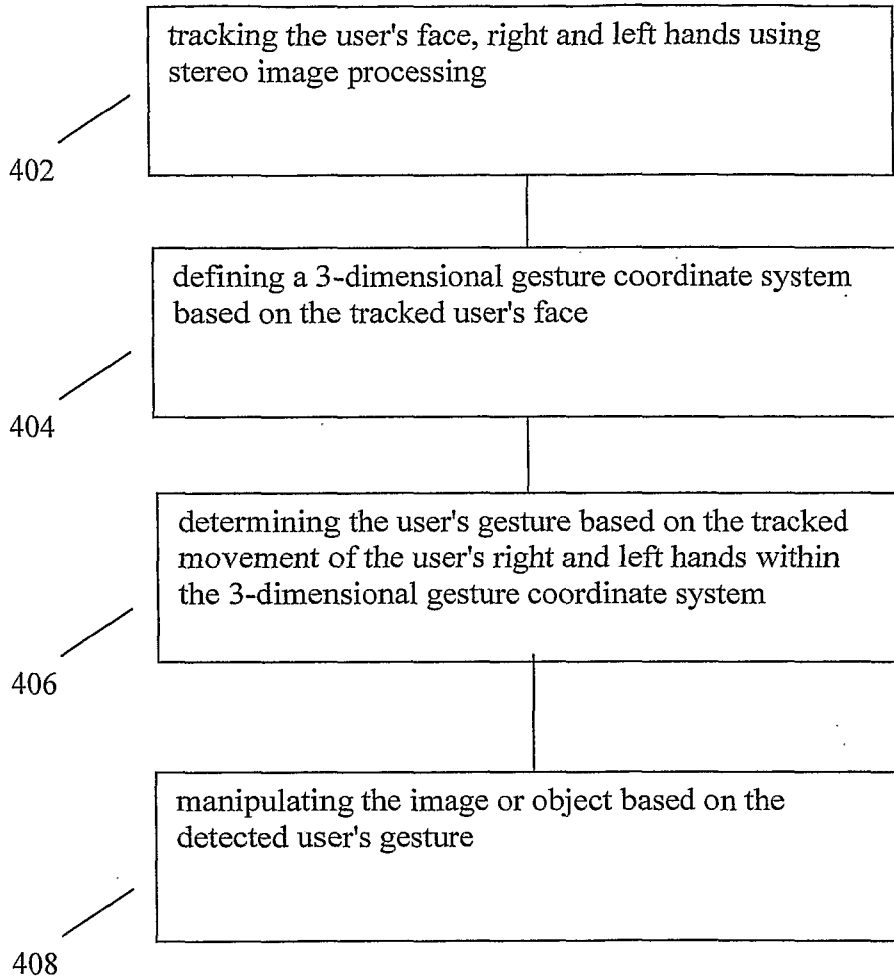 tracking the user's face, right and left hands using
stereo image processing
402
defining a 3-dimensional gesture coordinate system
based on the tracked user's face
404
determining the user's gesture based on the tracked
movement of the user's right and left hands within
the 3-dimensional gesture coordinate system
406
manipulating the image or object based on the
detected user's gesture
408